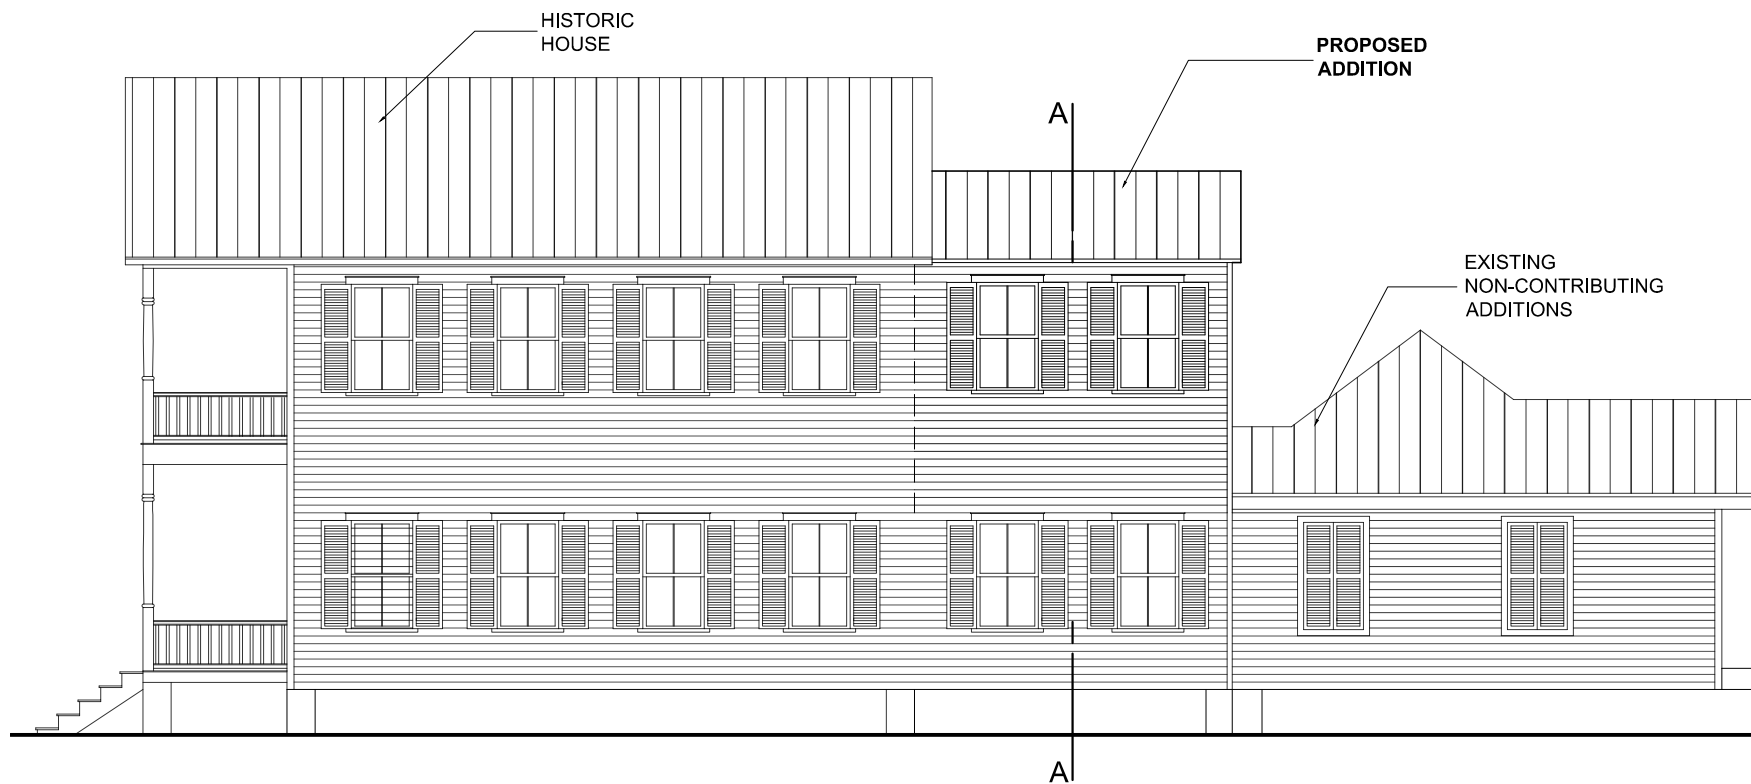 HISTORIC
HOUSE
PROPOSED
ADDITION
A
EXISTING
NON-CONTRIBUTING
ADDITIONS
A